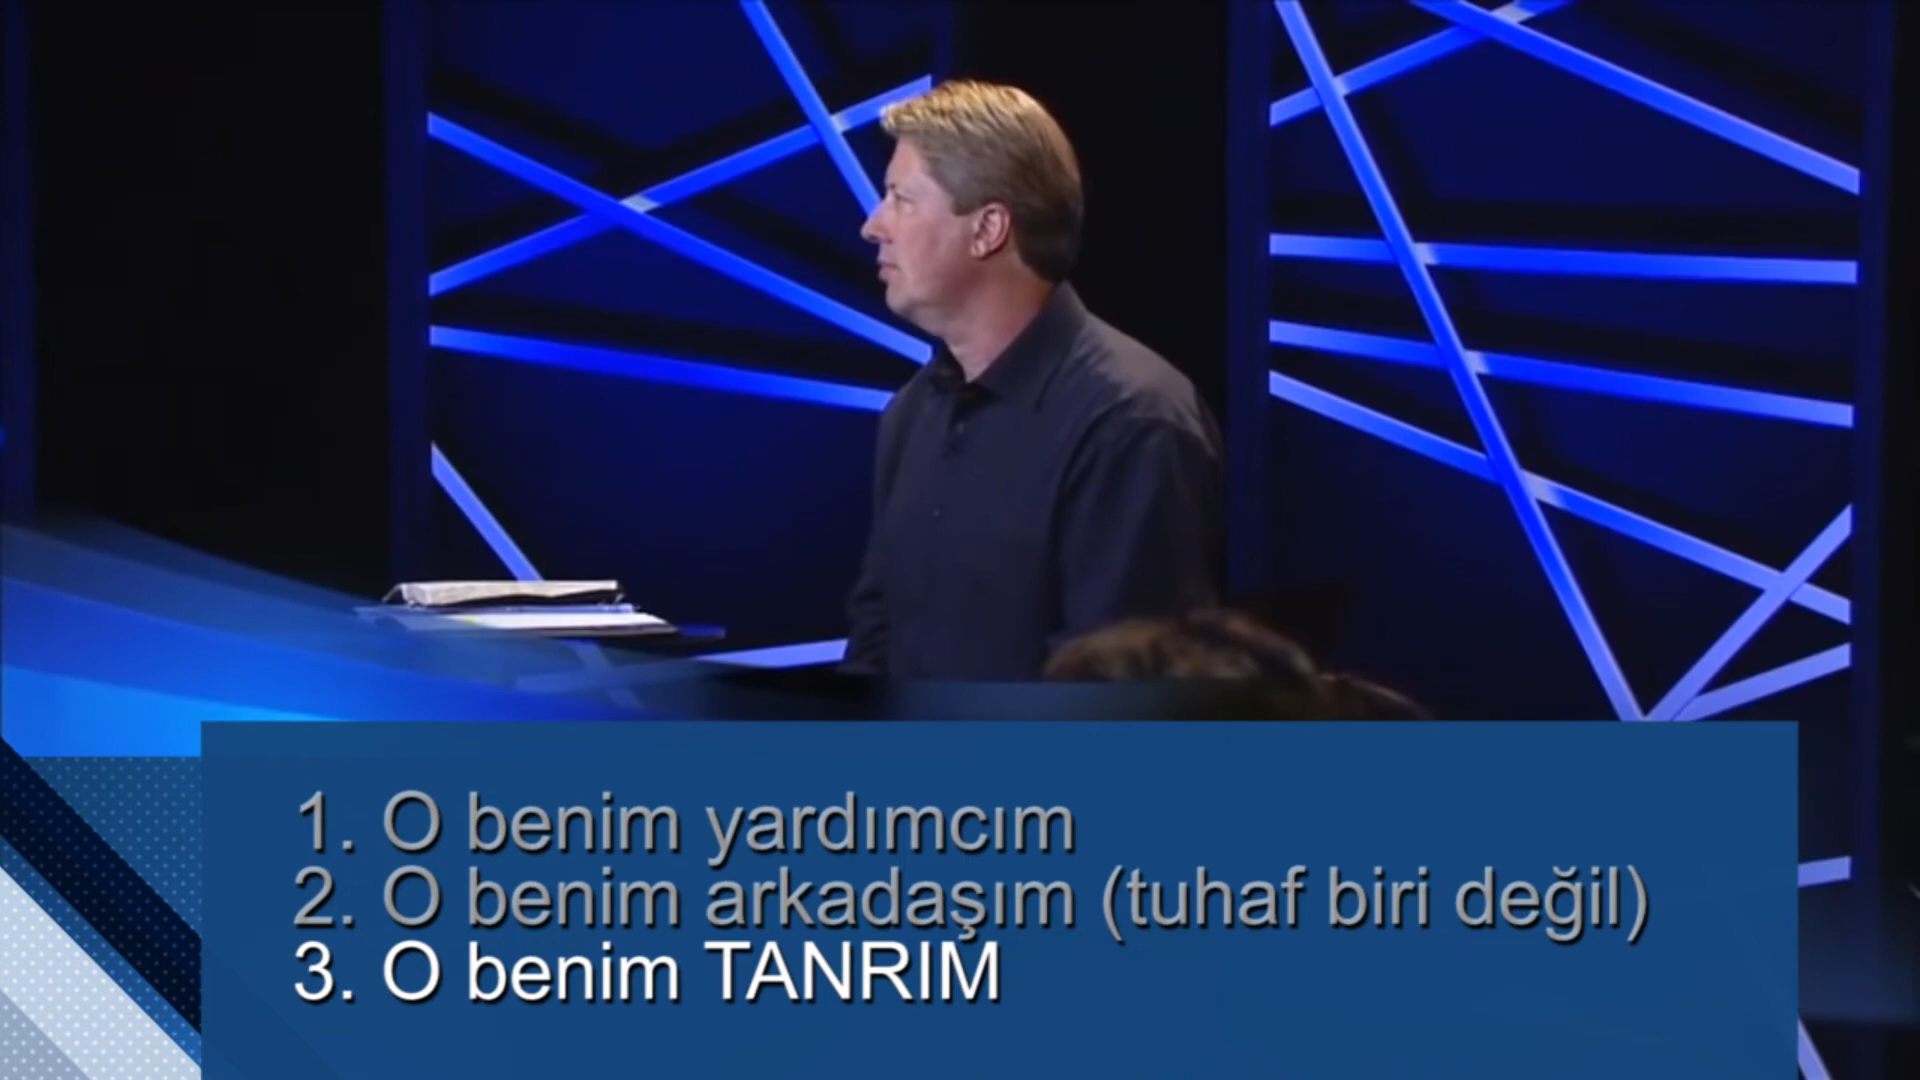 1. O benim yardımcım
2. O benim arkadaşım (tuhaf biri değil)
3. O benim TANRIM